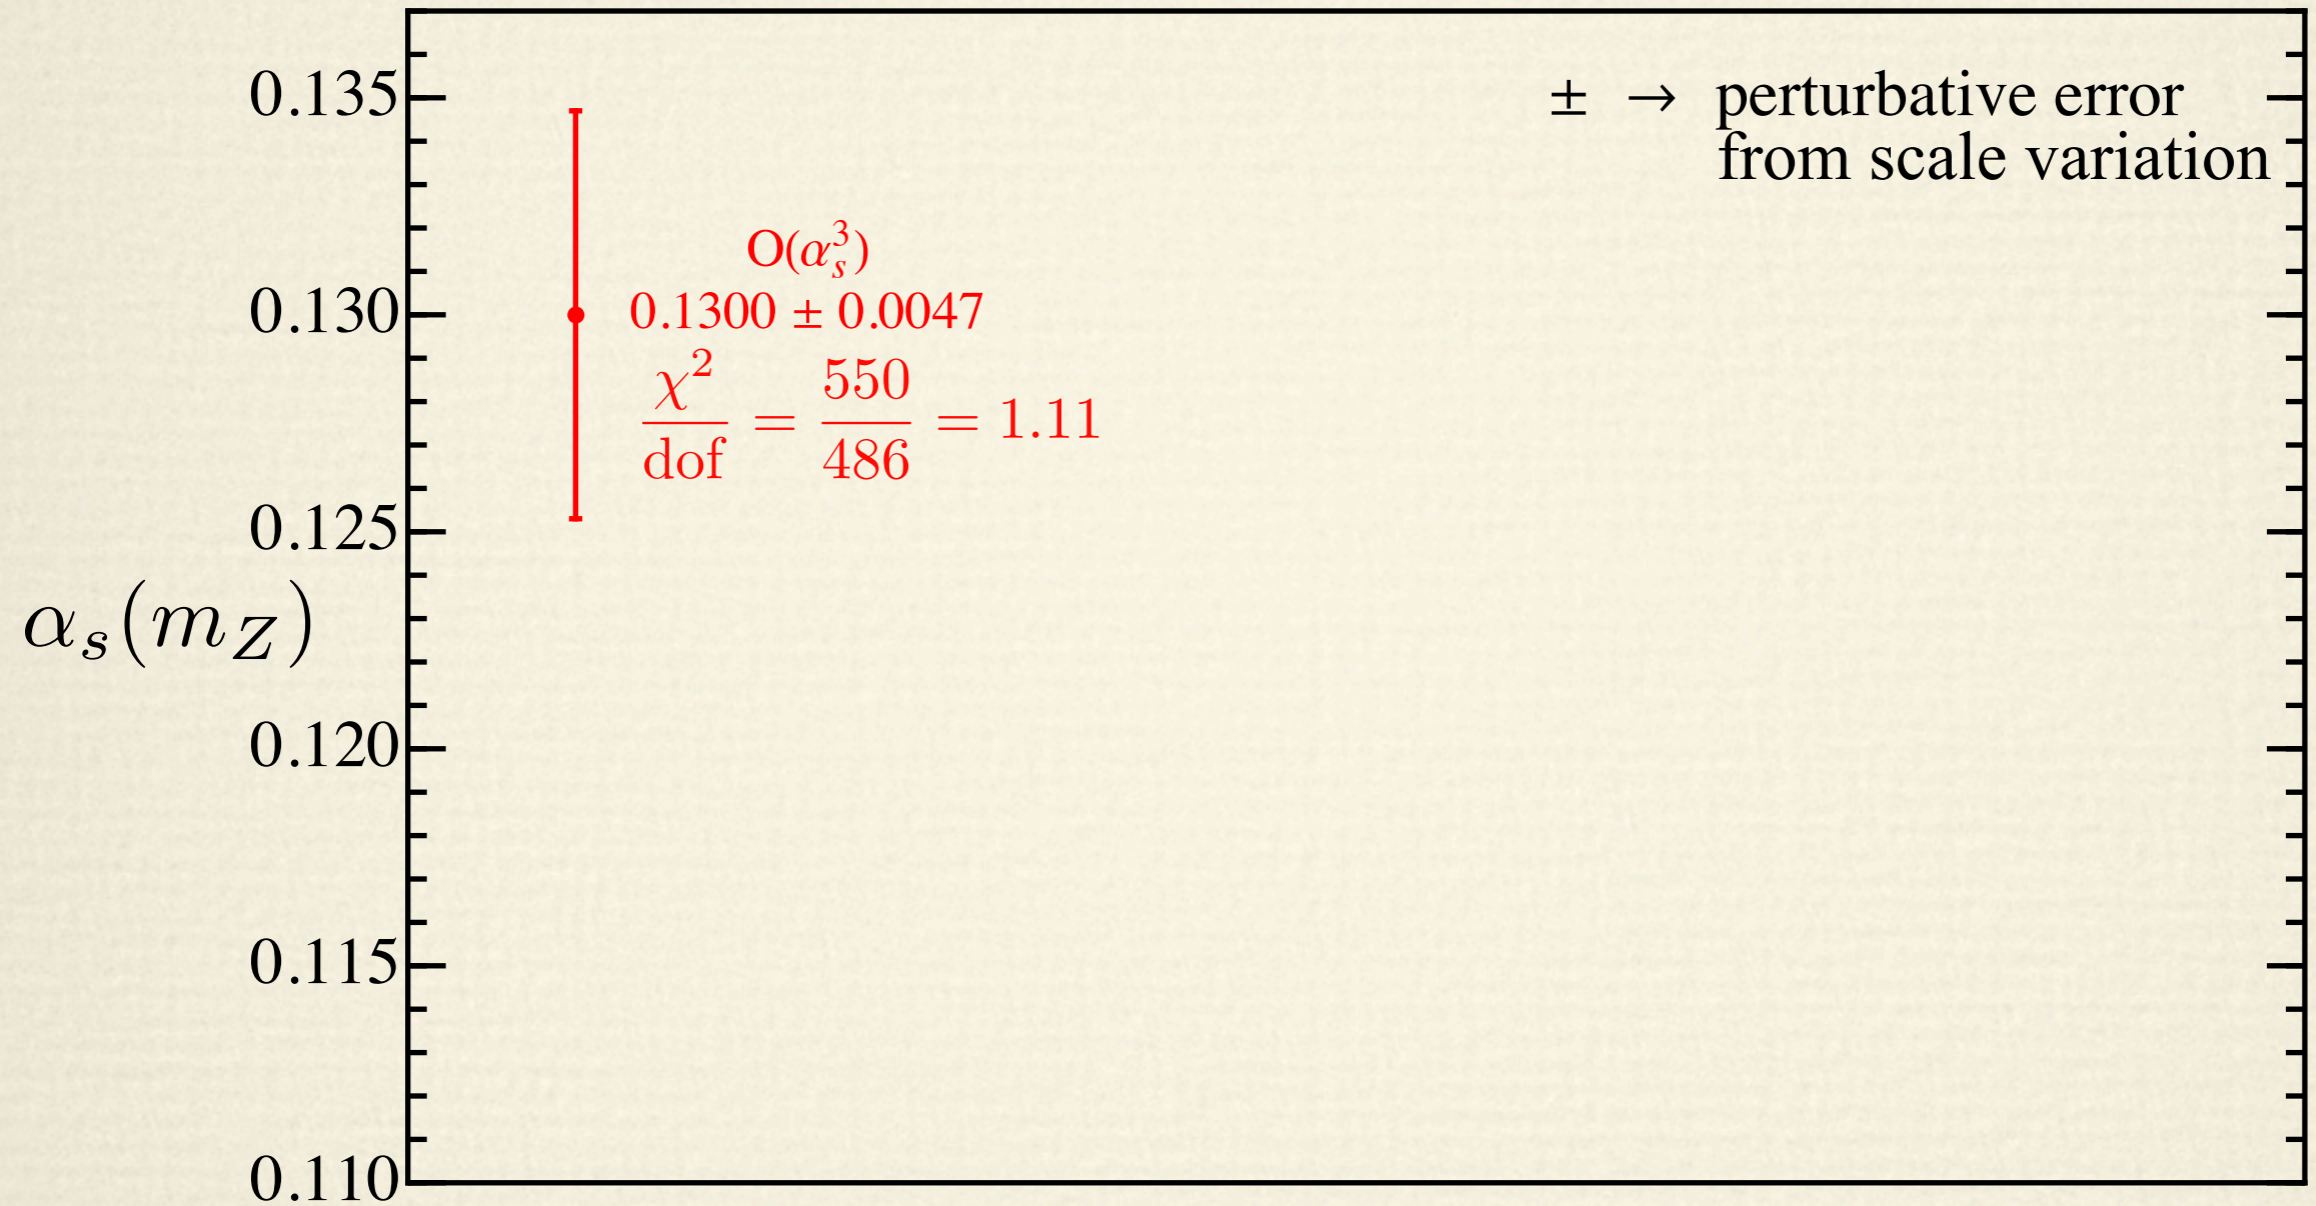 0.135
± → perturbative error
from scale variation
O(α_s^3)
0.130
0.1300 ± 0.0047
χ^2/dof = 550/486 = 1.11
0.125
α_s(m_Z)
0.120
0.115
0.110